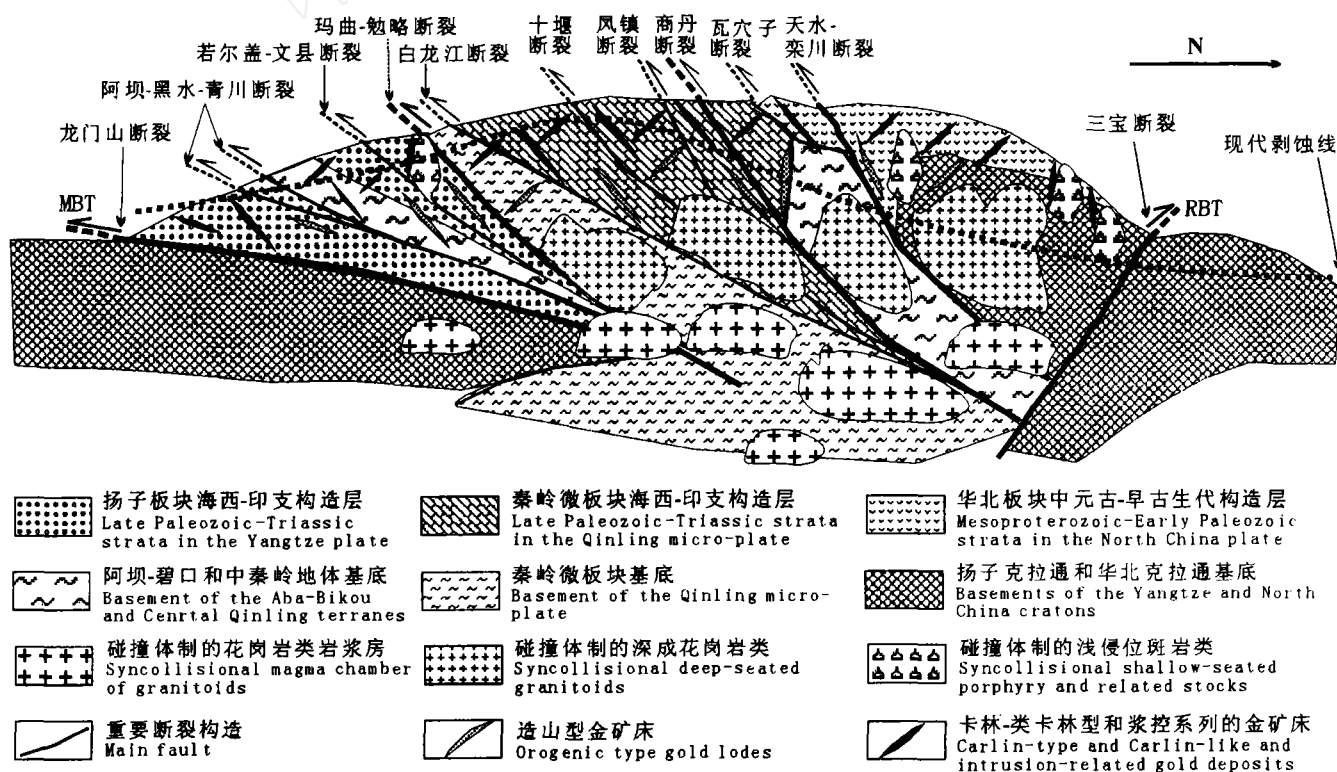 玛曲-勉略断裂
十堰
断裂
凤镇
断裂
商丹
断裂
瓦穴子
断裂
天水-
栾川断裂
N
若尔盖-文县断裂
白龙江断裂
阿坝-黑水-青川断裂
龙门山断裂
三宝断裂
现代剥蚀线
MBT
RBT
扬子板块海西-印支构造层
Late Paleozoic-Triassic
strata in the Yangtze plate
秦岭微板块海西-印支构造层
Late Paleozoic-Triassic strata
in the Qinling micro-plate
华北板块中元古-早古生代构造层
Mesoproterozoic-Early Paleozoic
strata in the North China plate
阿坝-碧口和中秦岭地体基底
Basement of the Aba-Bikou
and Cenrtal Qinling terranes
秦岭微板块基底
Basement of the Qinling micro-
plate
扬子克拉通和华北克拉通基底
Basements of the Yangtze and North
China cratons
碰撞体制的花岗岩类岩浆房
Syncollisional magma chamber
of granitoids
碰撞体制的深成花岗岩类
Syncollisional deep-seated
granitoids
碰撞体制的浅侵位斑岩类
Syncollisional shallow-seated
porphyry and related stocks
重要断裂构造
Main fault
造山型金矿床
Orogenic type gold lodes
卡林-类卡林型和浆控系列的金矿床
Carlin-type and Carlin-like and
intrusion-related gold deposits